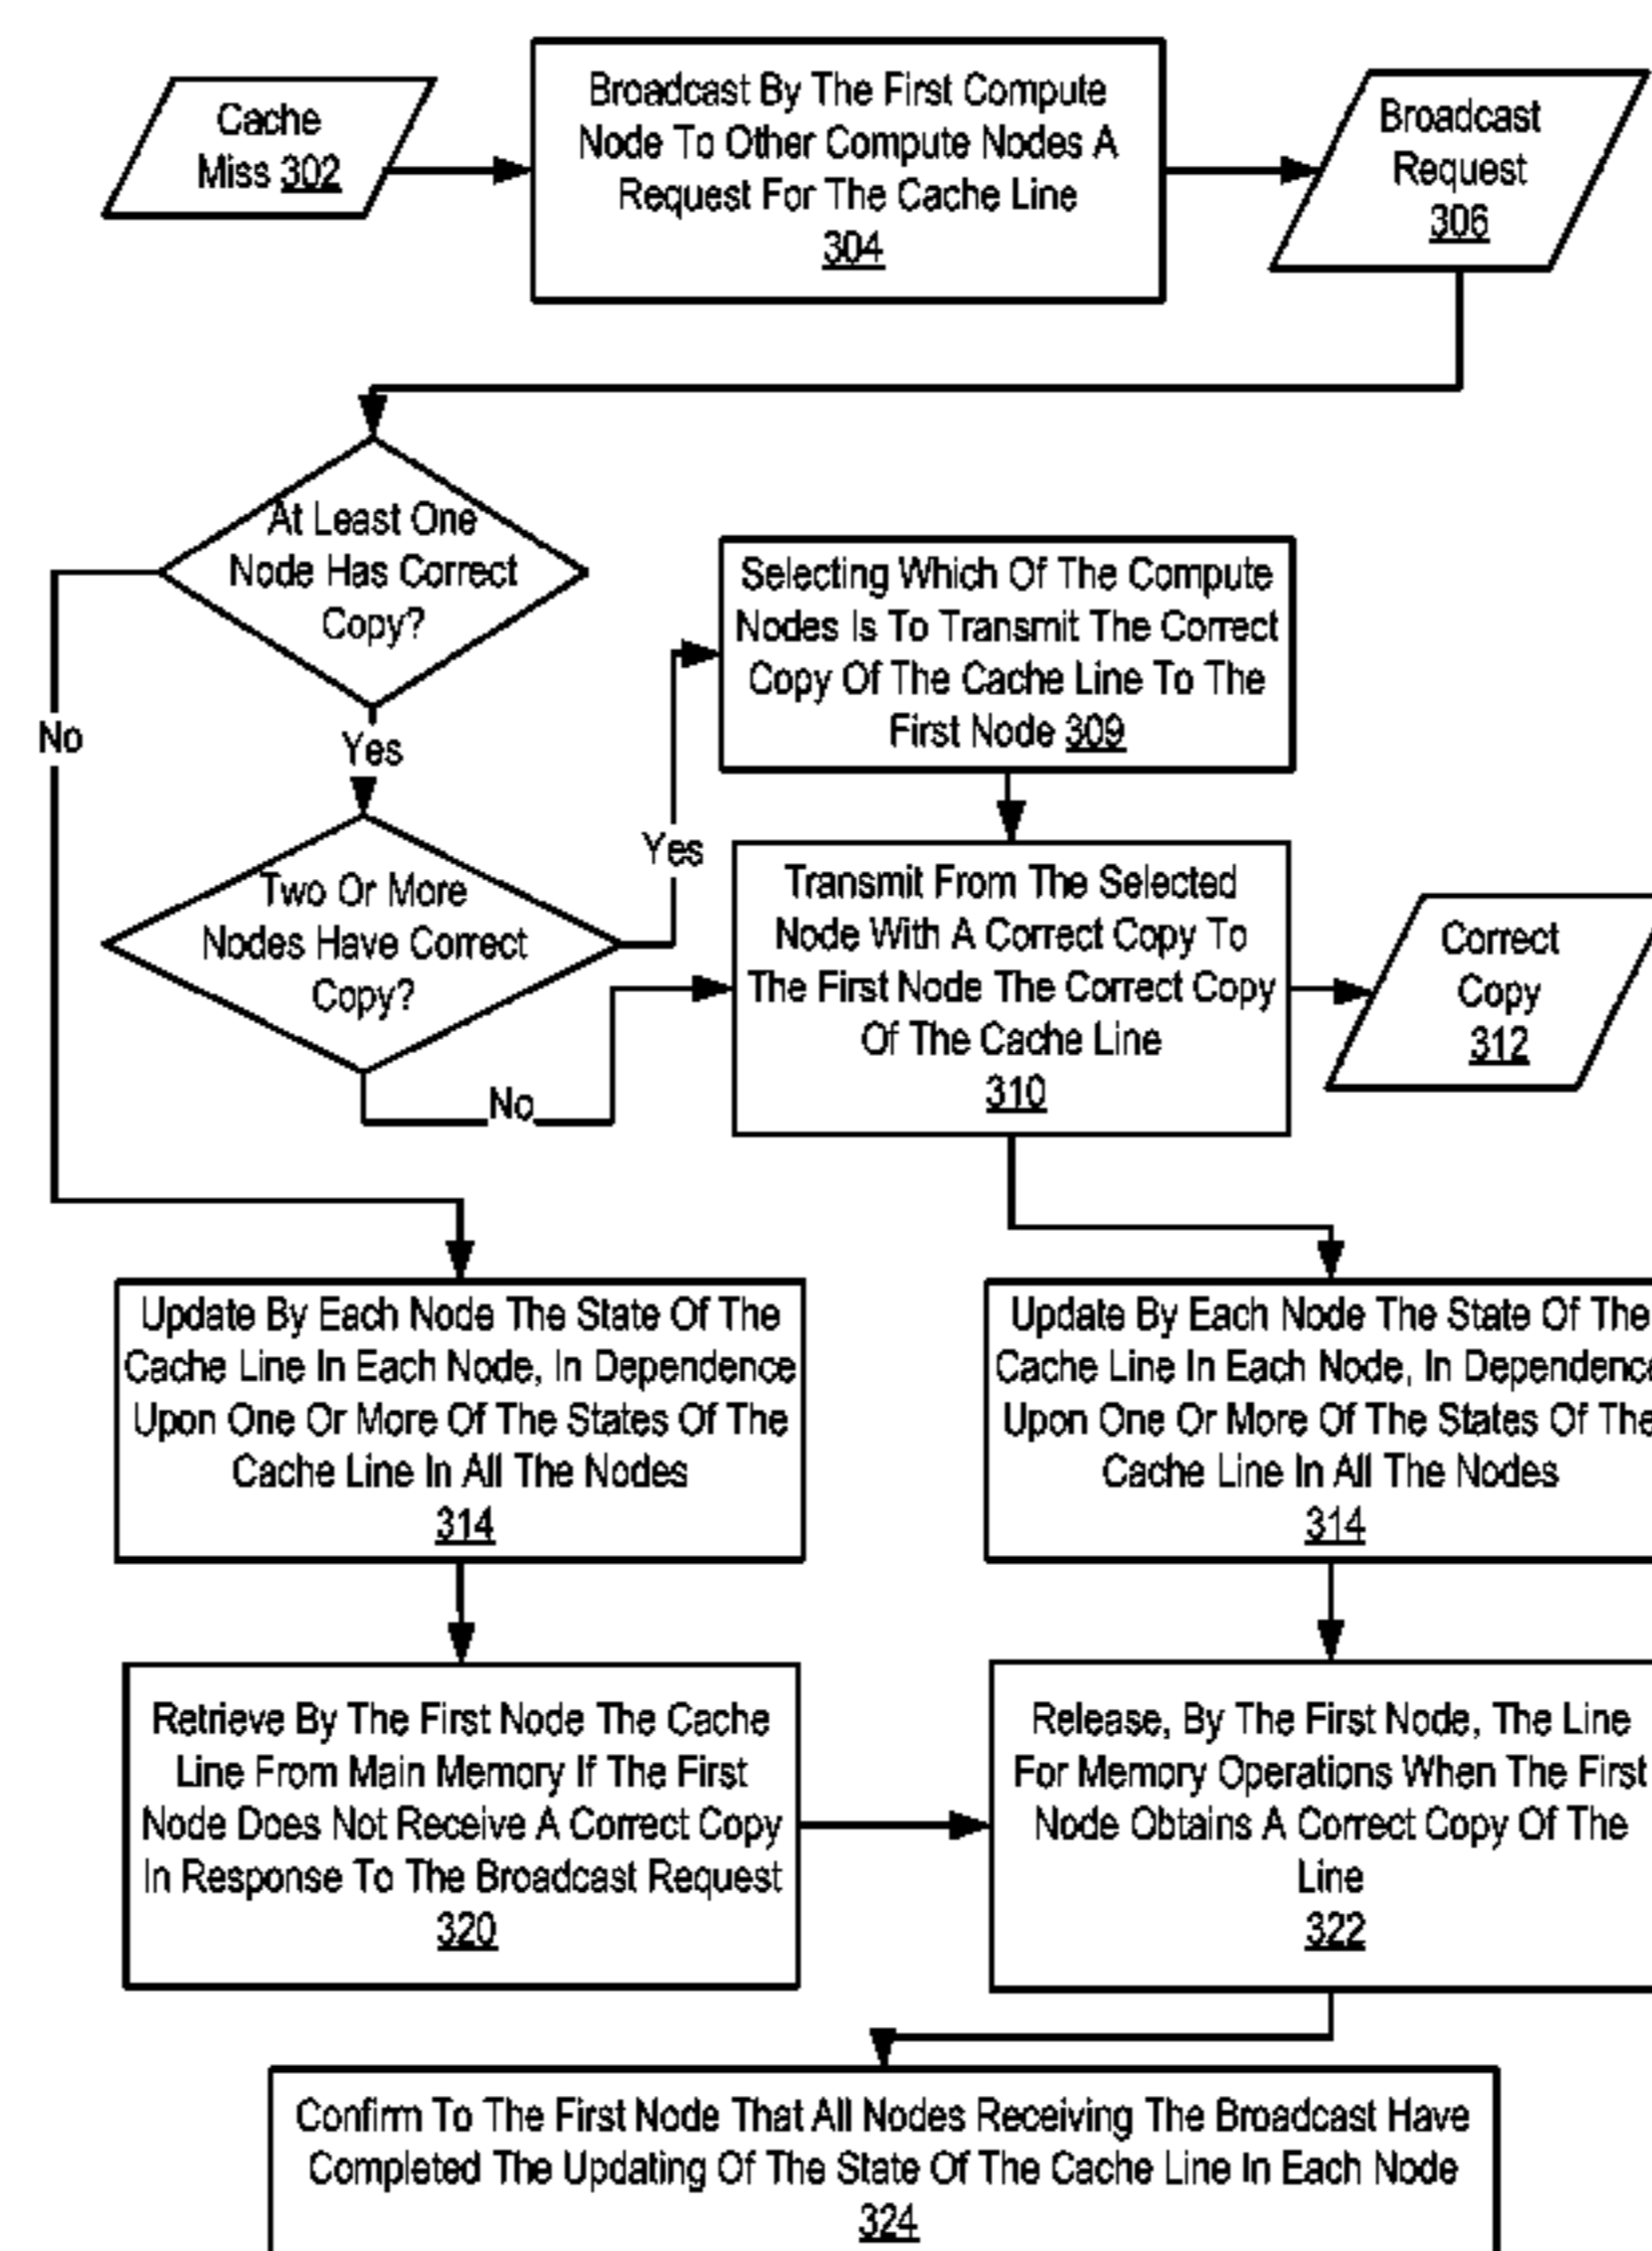 Cache
Miss 302
Broadcast By The First Compute
Node To Other Compute Nodes A
Request For The Cache Line
304
Broadcast
Request
306
At Least One
Node Has Correct
Copy?
No
Yes
Selecting Which Of The Compute
Nodes Is To Transmit The Correct
Copy Of The Cache Line To The
First Node 309
Yes
Two Or More
Nodes Have Correct
Copy?
No
Transmit From The Selected
Node With A Correct Copy To
The First Node The Correct Copy
Of The Cache Line
310
Correct
Copy
312
Update By Each Node The State Of The
Cache Line In Each Node, In Dependence
Upon One Or More Of The States Of The
Cache Line In All The Nodes
314
Update By Each Node The State Of The
Cache Line In Each Node, In Dependence
Upon One Or More Of The States Of The
Cache Line In All The Nodes
314
Retrieve By The First Node The Cache
Line From Main Memory If The First
Node Does Not Receive A Correct Copy
In Response To The Broadcast Request
320
Release, By The First Node, The Line
For Memory Operations When The First
Node Obtains A Correct Copy Of The
Line
322
Confirm To The First Node That All Nodes Receiving The Broadcast Have
Completed The Updating Of The State Of The Cache Line In Each Node
324